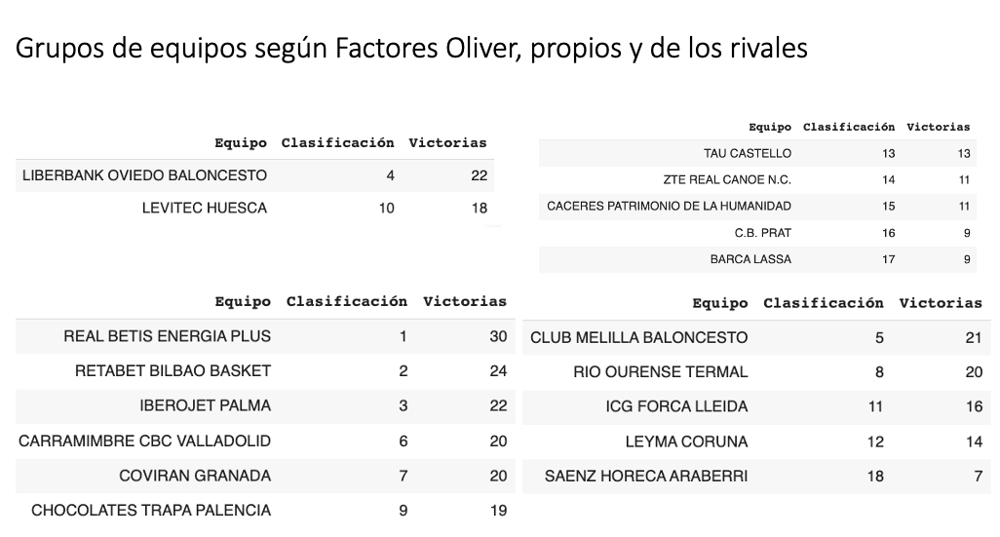 Grupos de equipos según Factores Oliver, propios y de los rivales
Equipo Clasificación Victorias
LIBERBANK OVIEDO BALONCESTO 4 22
LEVITEC HUESCA 10 18
Equipo Clasificación Victorias
TAU CASTELLO 13 13
ZTE REAL CANOE N.C. 14 11
CACERES PATRIMONIO DE LA HUMANIDAD 15 11
C.B. PRAT 16 9
BARCA LASSA 17 9
Equipo Clasificación Victorias
REAL BETIS ENERGIA PLUS 1 30
RETABET BILBAO BASKET 2 24
IBEROJET PALMA 3 22
CARRAMIMBRE CBC VALLADOLID 6 20
COVIRAN GRANADA 7 20
CHOCOLATES TRAPA PALENCIA 9 19
Equipo Clasificación Victorias
CLUB MELILLA BALONCESTO 5 21
RIO OURENSE TERMAL 8 20
ICG FORCA LLEIDA 11 16
LEYMA CORUNA 12 14
SAENZ HORECA ARABERRI 18 7